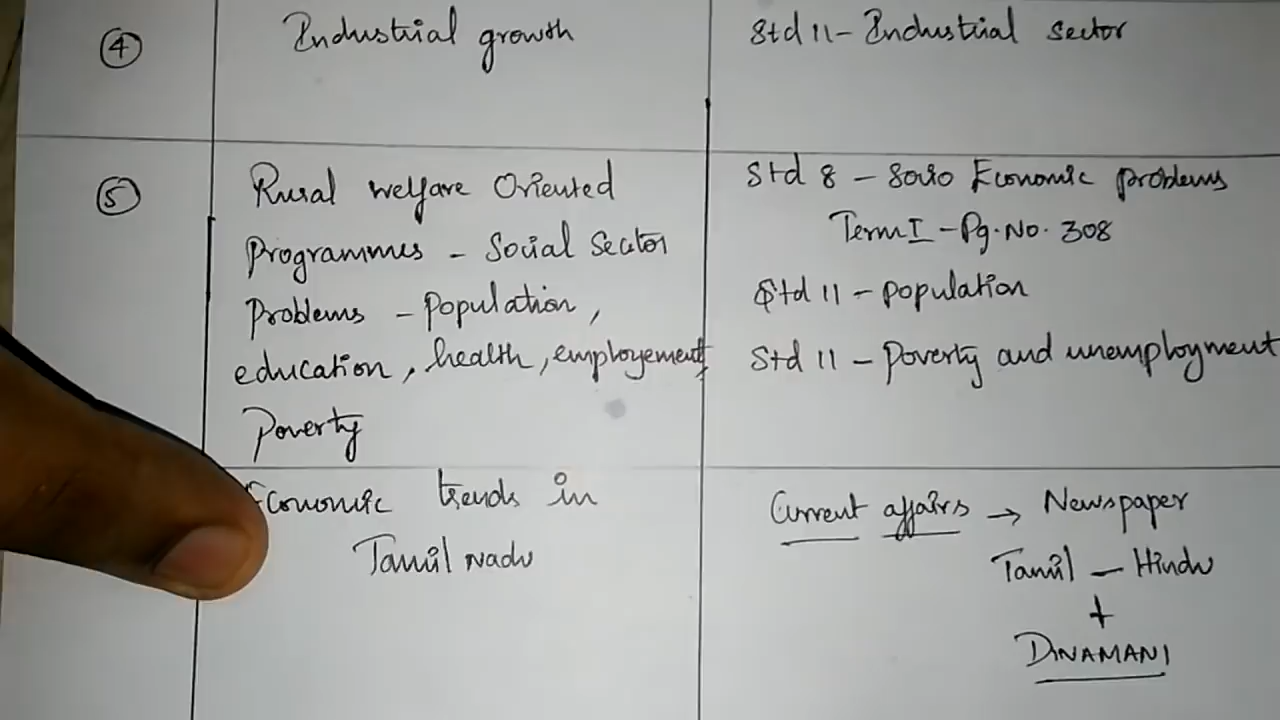 4
Industrial growth
Std 11 - Industrial sector
5
Rural welfare Oriented
Programmes - Social Sector
Problems - Population,
education, health, employement,
Poverty
Std 8 - Socio Economic problems
Term I - Pg. No. 308
Std 11 - population
Std 11 - Poverty and unemployment
Economic trends in
Tamil nadu
Current affairs → Newspaper
Tamil - Hindu
+
DINAMANI